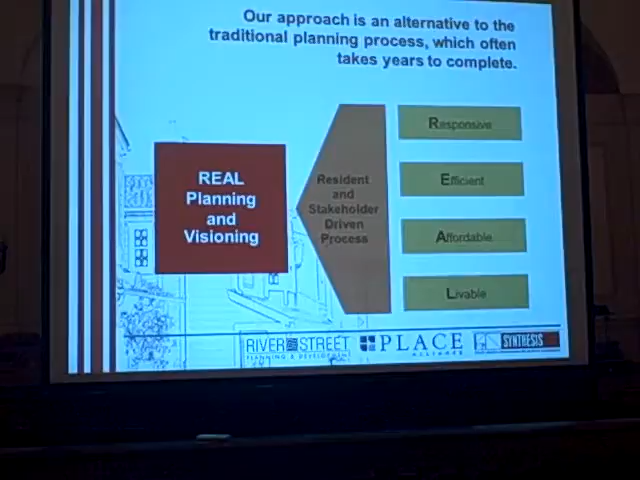 Our approach is an alternative to the
traditional planning process, which often
takes years to complete.
REAL
Planning
and
Visioning
Resident
and
Stakeholder
Driven
Process
Responsive
Efficient
Affordable
Livable
RIVER STREET
PLANNING & DEVELOPMENT
PLACE
ALLIANCE
SYNTHESIS